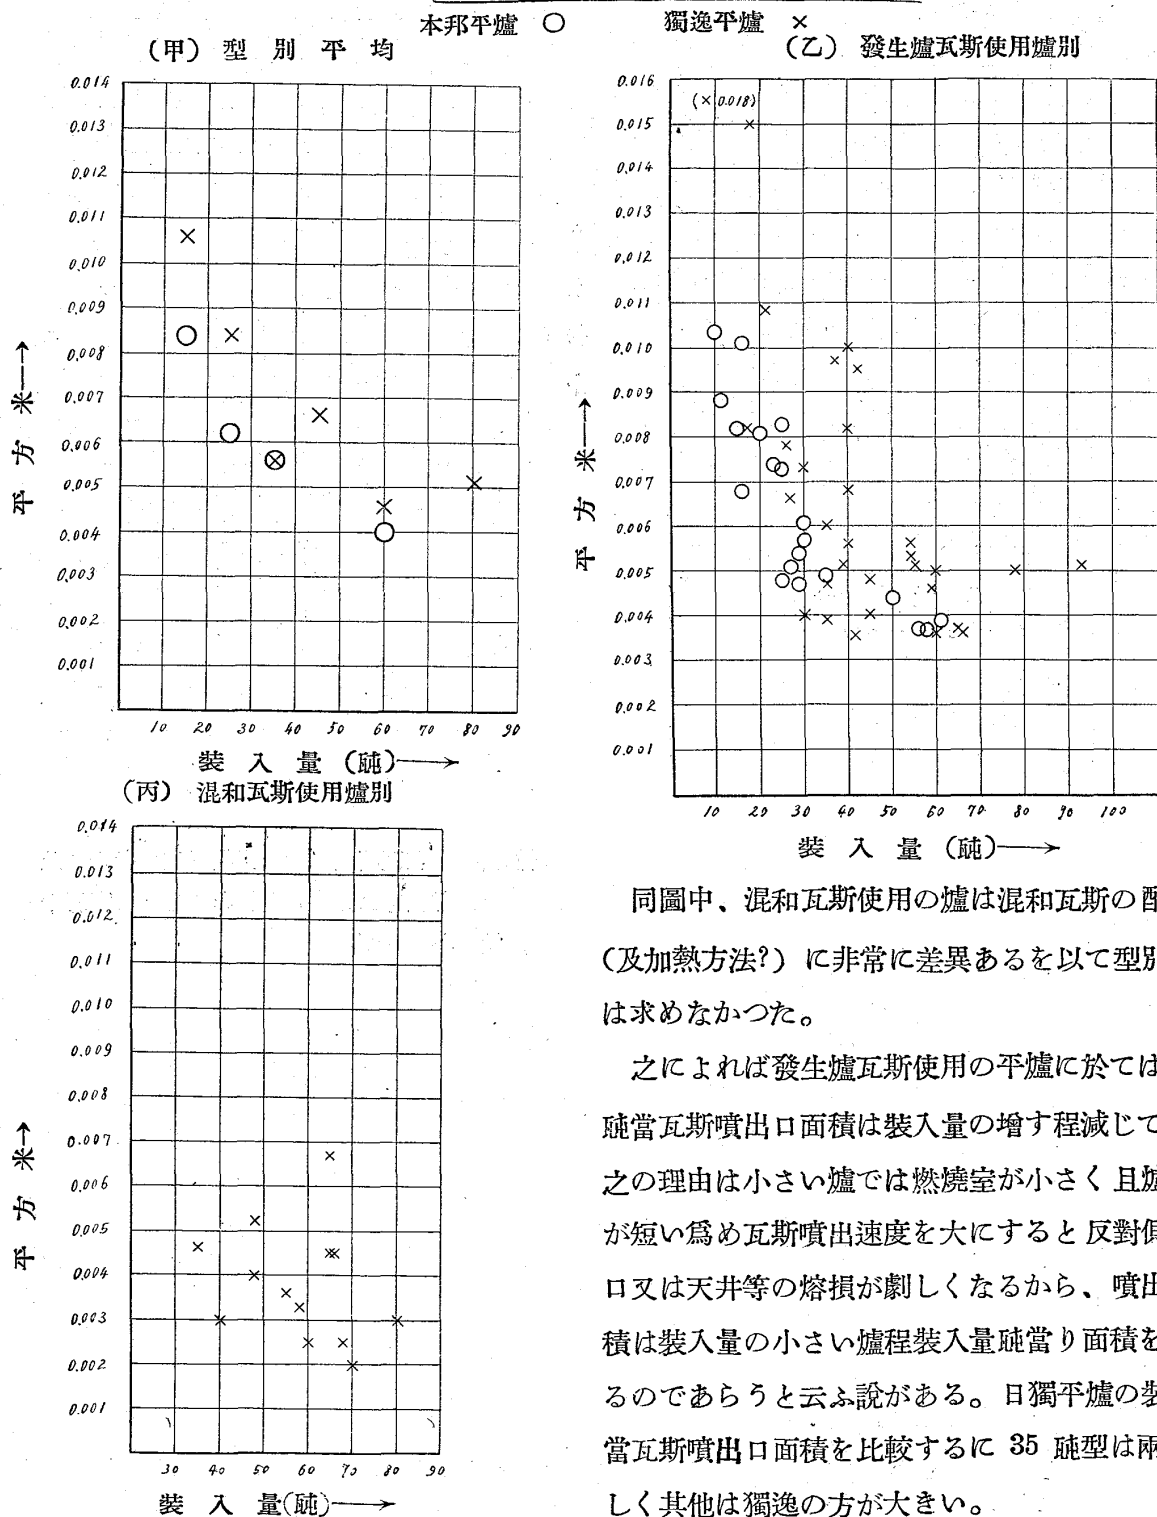 本邦平爐 ○ 獨逸平爐 ×
(甲) 型別平均
0.014
0.013
0.012
0.011
0.010
0.009
0.008
0.007
0.006
0.005
0.004
0.003
0.002
0.001
平方米→
10 20 30 40 50 60 70 80 90
裝入量(瓲)→
(乙) 發生爐瓦斯使用爐別
(×0.018)
0.016
0.015
0.014
0.013
0.012
0.011
0.010
0.009
0.008
0.007
0.006
0.005
0.004
0.003
0.002
0.001
平方米→
10 20 30 40 50 60 70 80 90 100
裝入量(瓲)→
(丙) 混和瓦斯使用爐別
0.014
0.013
0.012
0.011
0.010
0.009
0.008
0.007
0.006
0.005
0.004
0.003
0.002
0.001
平方米→
30 40 50 60 70 80 90
裝入量(瓲)→
同圖中、混和瓦斯使用の爐は混和瓦斯の配
(及加熱方法?)に非常に差異あるを以て型別
は求めなかつた。
之によれば發生爐瓦斯使用の平爐に於ては
瓲當瓦斯噴出口面積は裝入量の增す程減じて
之の理由は小さい爐では燃燒室が小さく且爐
が短い爲め瓦斯噴出速度を大にすると反對側
口又は天井等の熔損が劇しくなるから、噴出
積は裝入量の小さい爐程裝入量瓲當り面積を
るのであらうと云ふ說がある。日獨平爐の裝
當瓦斯噴出口面積を比較するに 35 瓲型は兩
しく其他は獨逸の方が大きい。